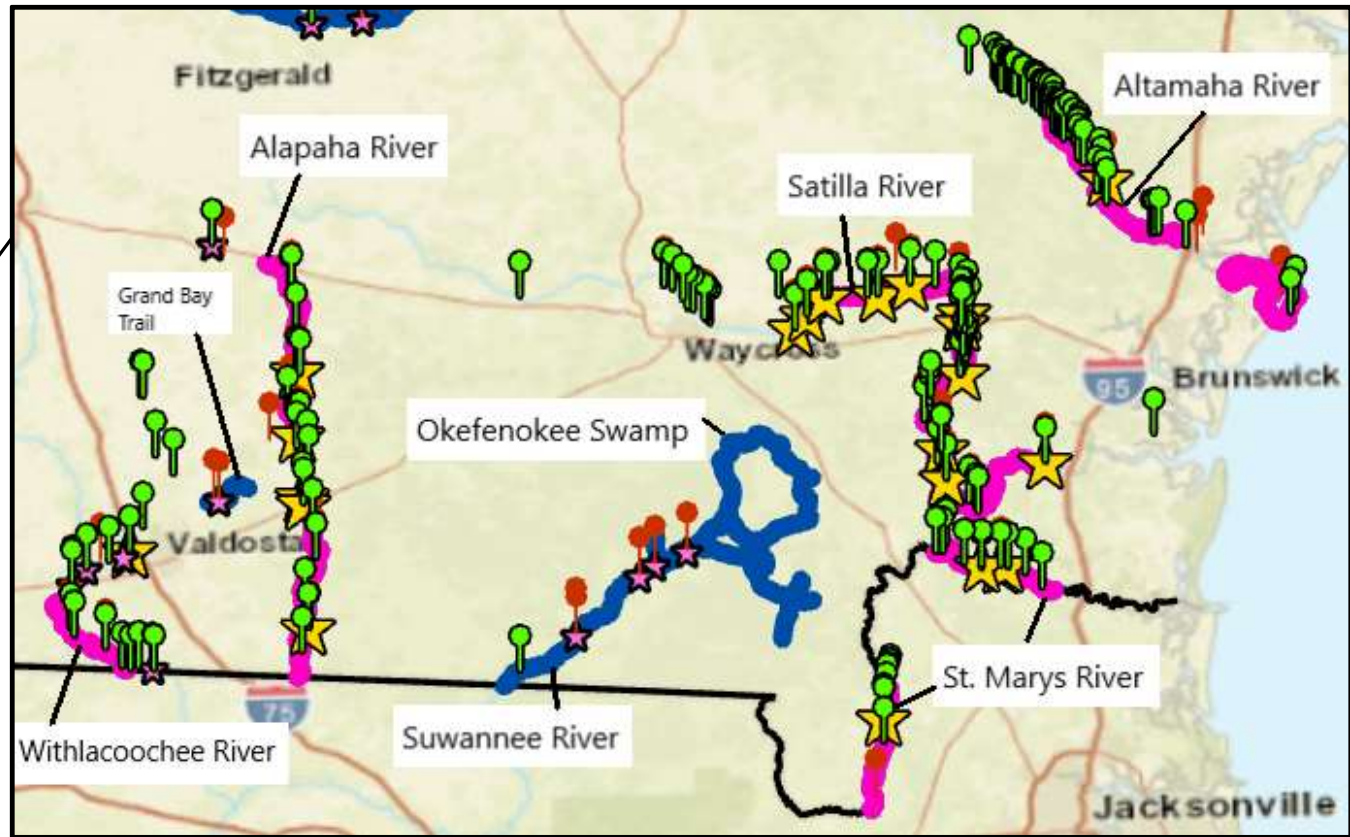 Fitzgerald
Altamaha River
Alapaha River
Satilla River
Grand Bay
Trail
Waycross
95
Brunswick
Okefenokee Swamp
Valdosta
St. Marys River
75
Withlacoochee River
Suwannee River
Jacksonville